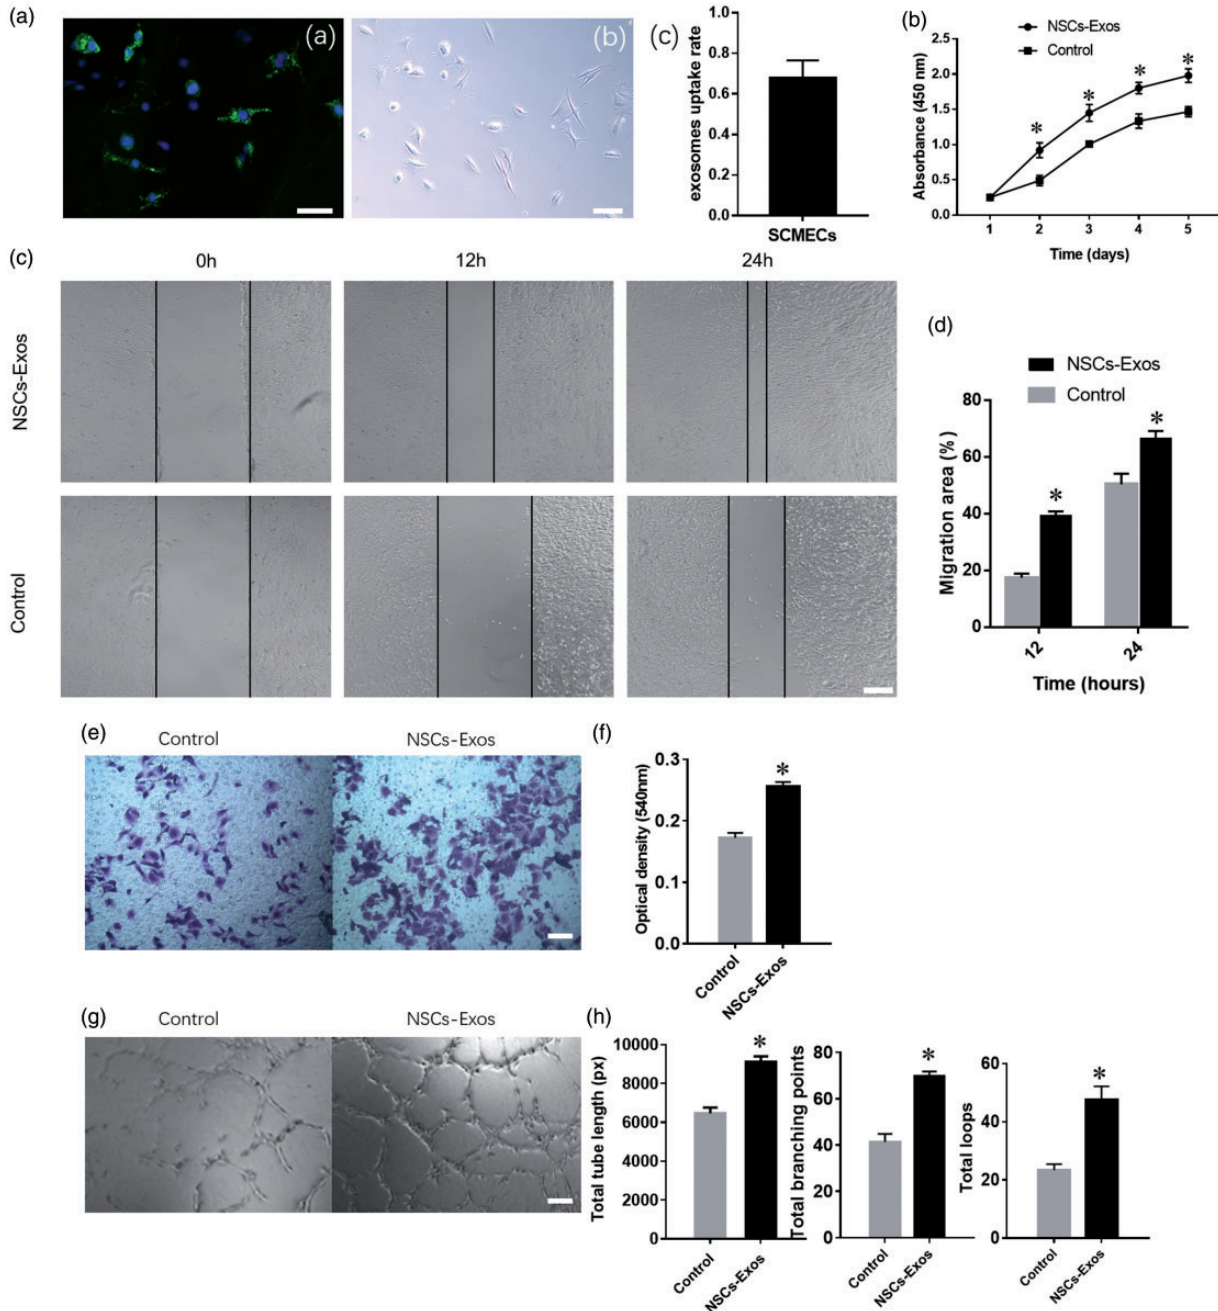 (a)
(a)
(b)
(c)
exosomes uptake rate
1.0
0.8
0.6
0.4
0.2
0.0
SCMECs
(b)
NSCs-Exos
Control
Absorbance (450 nm)
2.5
2.0
1.5
1.0
0.5
0.0
* * * *
1 2 3 4 5
Time (days)
(c)
0h 12h 24h
NSCs-Exos
Control
(d)
NSCs-Exos
Control
Migration area (%)
80
60
40
20
0
* *
12 24
Time (hours)
(e)
Control NSCs-Exos
(f)
Optical density (540nm)
0.3
0.2
0.1
0.0
*
Control NSCs-Exos
(g)
Control NSCs-Exos
(h)
Total tube length (px)
10000
8000
6000
4000
2000
0
*
Control NSCs-Exos
Total branching points
80
60
40
20
0
*
Control NSCs-Exos
Total loops
60
40
20
0
*
Control NSCs-Exos